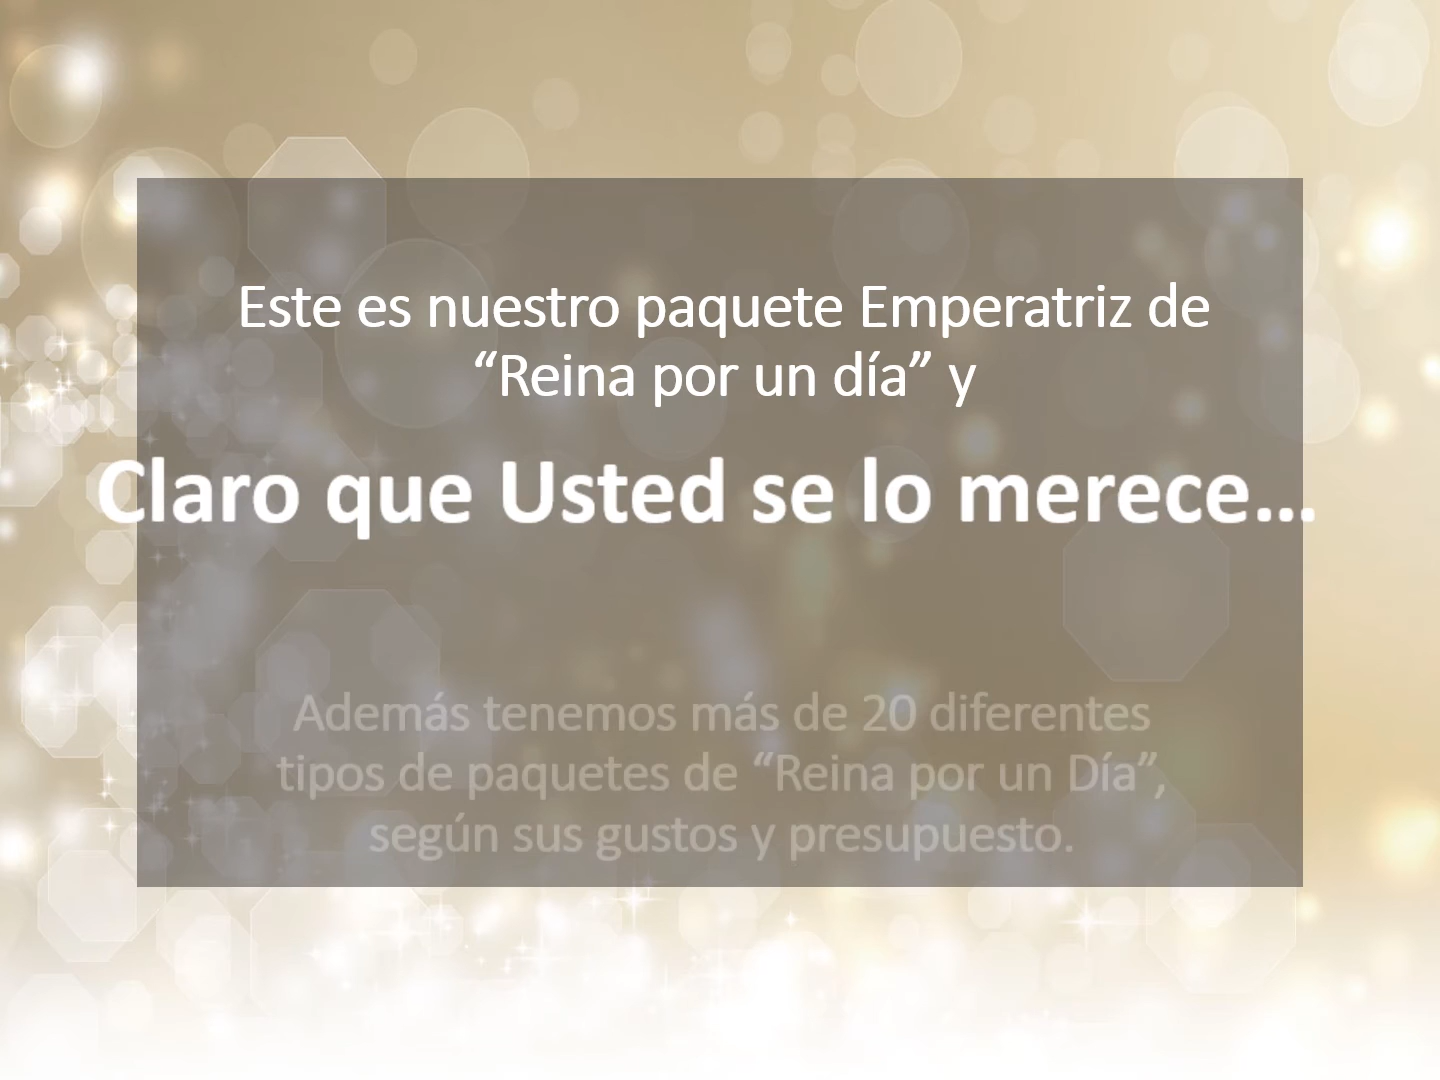 Este es nuestro paquete Emperatriz de
“Reina por un día” y
Claro que Usted se lo merece...
Además tenemos más de 20 diferentes
tipos de paquetes de “Reina por un Día”,
según sus gustos y presupuesto.